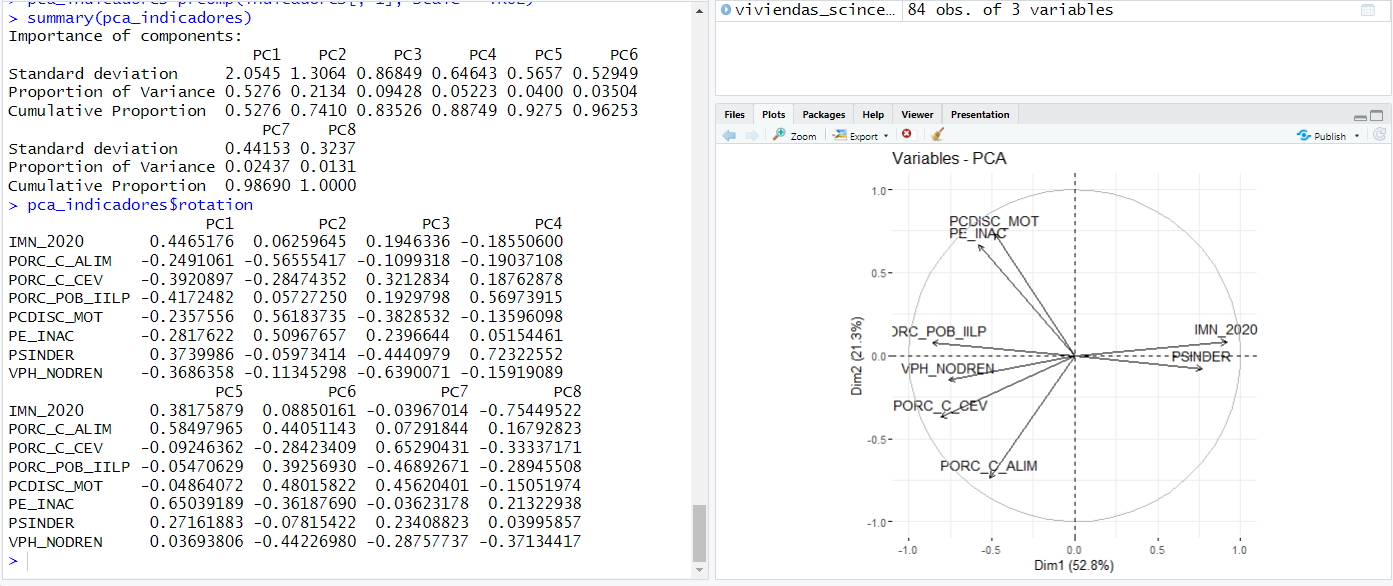 > summary(pca_indicadores)
Importance of components:
PC1 PC2 PC3 PC4 PC5 PC6
Standard deviation 2.0545 1.3064 0.86849 0.64643 0.5657 0.52949
Proportion of Variance 0.5276 0.2134 0.09428 0.05223 0.0400 0.03504
Cumulative Proportion 0.5276 0.7410 0.83526 0.88749 0.9275 0.96253
PC7 PC8
Standard deviation 0.44153 0.3237
Proportion of Variance 0.02437 0.0131
Cumulative Proportion 0.98690 1.0000
> pca_indicadores$rotation
PC1 PC2 PC3 PC4
IMN_2020 0.4465176 0.06259645 0.1946336 -0.18550600
PORC_C_ALIM -0.2491061 -0.56555417 -0.1099318 -0.19037108
PORC_C_CEV -0.3920897 -0.28474352 0.3212834 0.18762878
PORC_POB_IILP -0.4172482 0.05727250 0.1929798 0.56973915
PCDISC_MOT -0.2357556 0.56183735 -0.3828532 -0.13596098
PE_INAC -0.2817622 0.50967657 0.2396644 0.05154461
PSINDER 0.3739986 -0.05973414 -0.4440979 0.72322552
VPH_NODREN -0.3686358 -0.11345298 -0.6390071 -0.15919089
PC5 PC6 PC7 PC8
IMN_2020 0.38175879 0.08850161 -0.03967014 -0.75449522
PORC_C_ALIM 0.58497965 0.44051143 0.07291844 0.16792823
PORC_C_CEV -0.09246362 -0.28423409 0.65290431 -0.33337171
PORC_POB_IILP -0.05470629 0.39256930 -0.46892671 -0.28945508
PCDISC_MOT -0.04864072 0.48015822 0.45620401 -0.15051974
PE_INAC 0.65039189 -0.36187690 -0.03623178 0.21322938
PSINDER 0.27161883 -0.07815422 0.23408823 0.03995857
VPH_NODREN 0.03693806 -0.44226980 -0.28757737 -0.37134417
>
viviendas_scince… 84 obs. of 3 variables
Files Plots Packages Help Viewer Presentation
Zoom Export Publish
Variables - PCA
1.0
PCDISC_MOT
PE_INAC
0.5
ORC_POB_IILP
IMN_2020
0.0
PSINDER
VPH_NODREN
PORC_C_CEV
-0.5
PORC_C_ALIM
-1.0
Dim2 (21.3%)
-1.0 -0.5 0.0 0.5 1.0
Dim1 (52.8%)